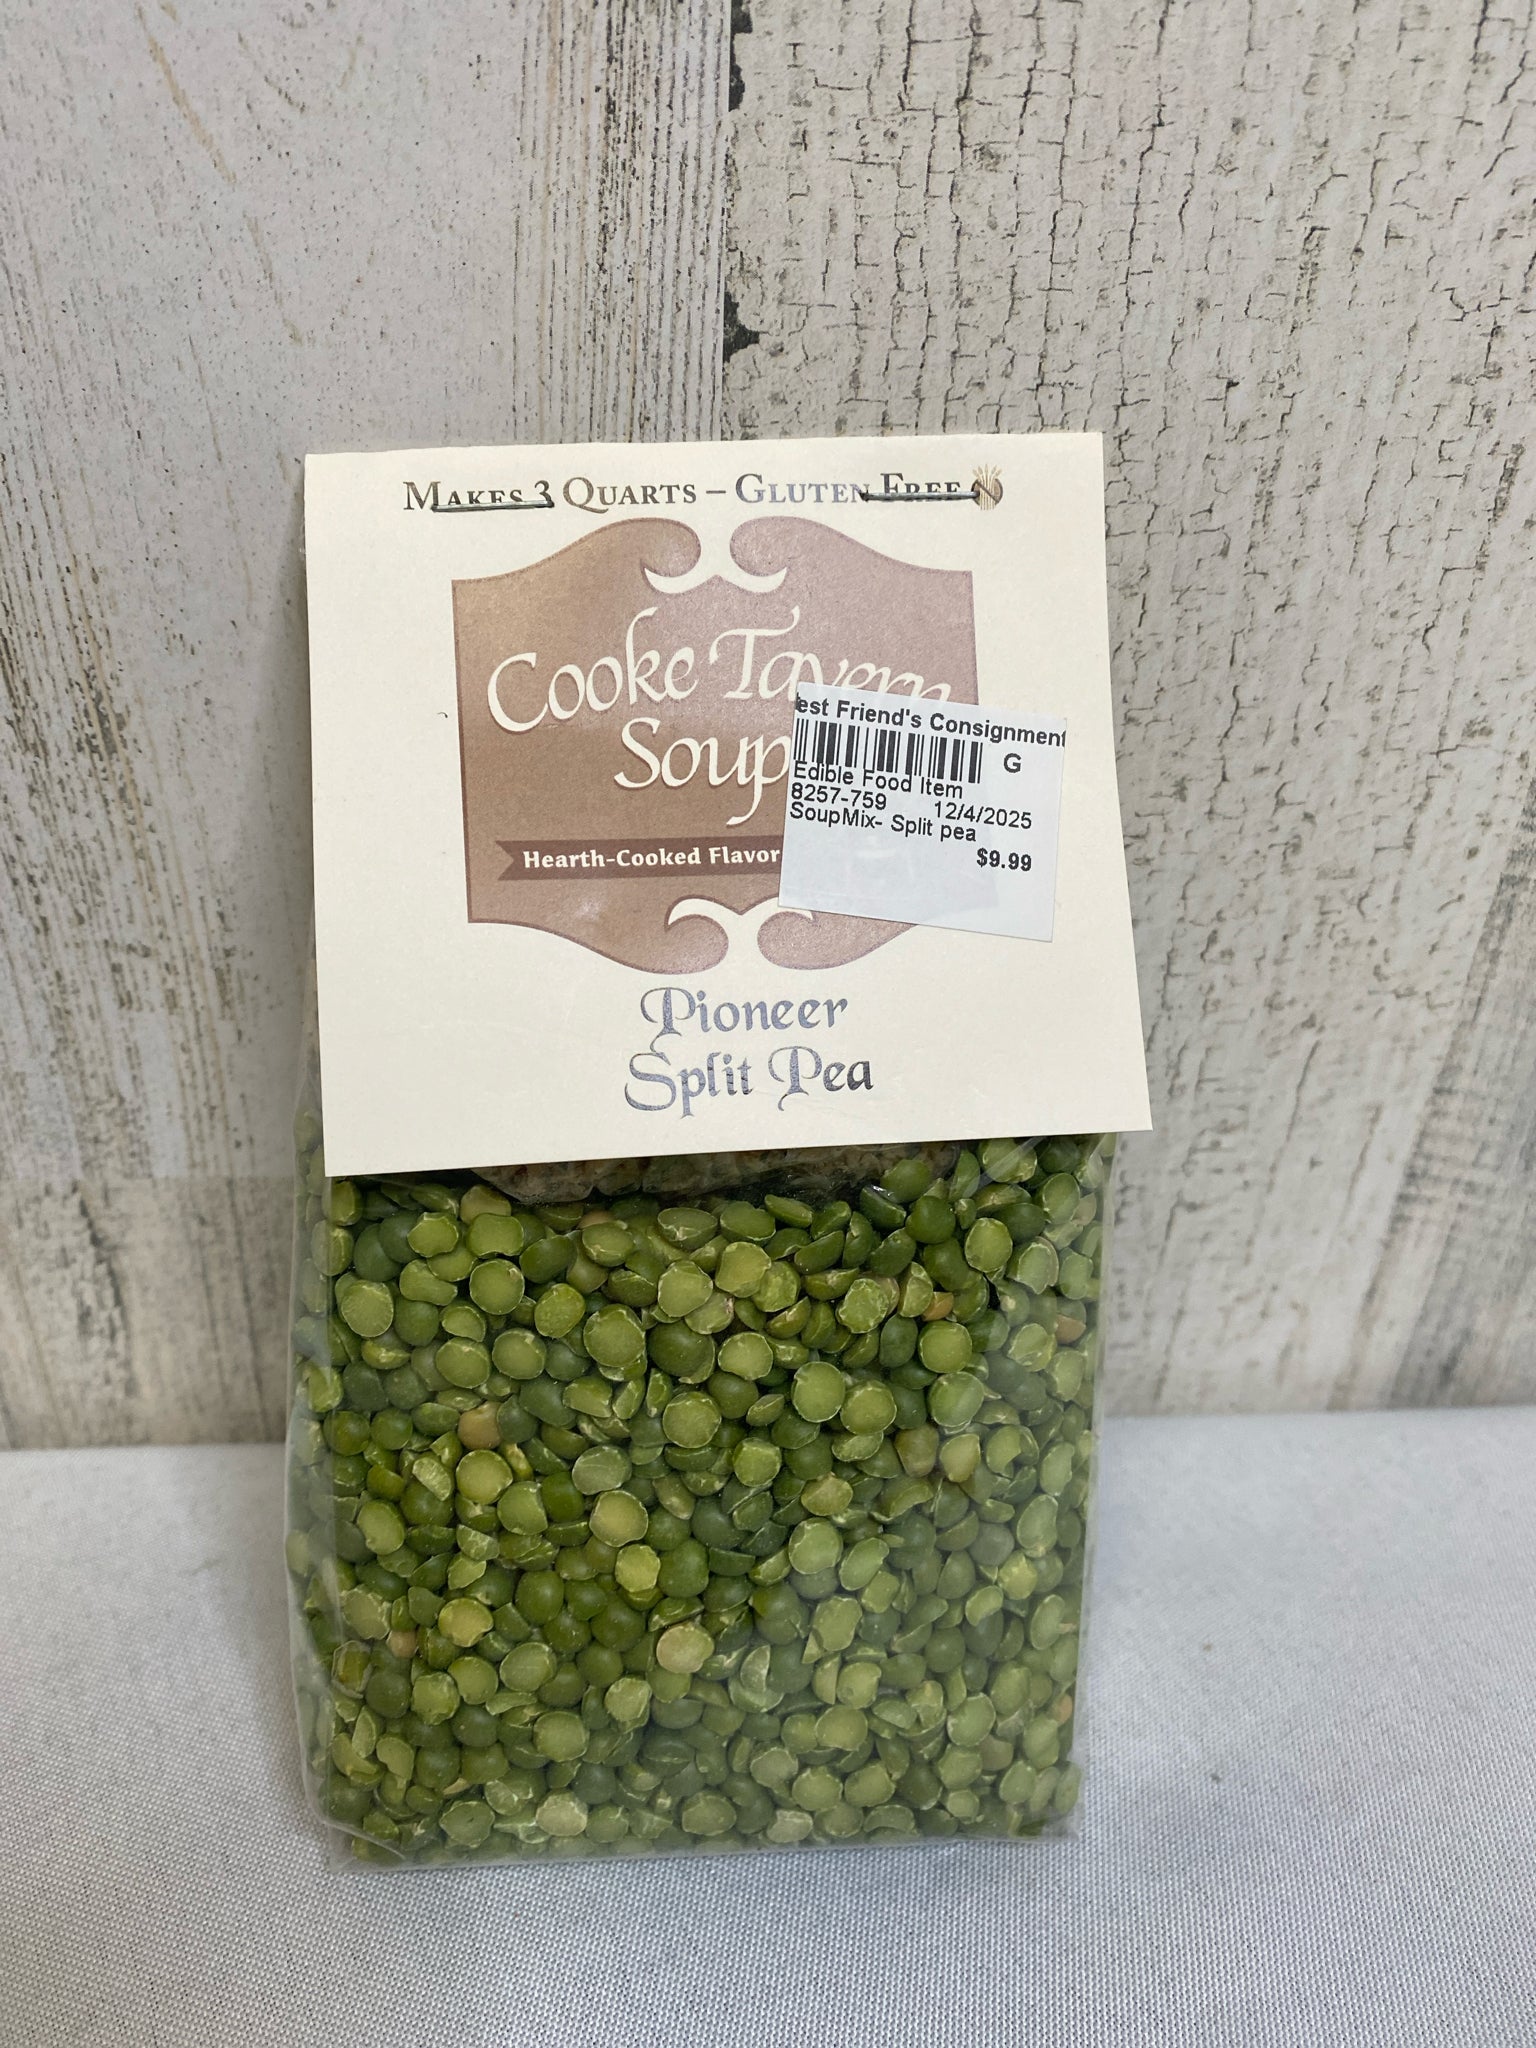 MAKES 3 QUARTS – GLUTEN FREE
Cooke Tavern
Soup
Hearth-Cooked Flavor
est Friend's Consignment
G
Edible Food Item
8257-759 12/4/2025
SoupMix- Split pea
$9.99
Pioneer
Split Pea